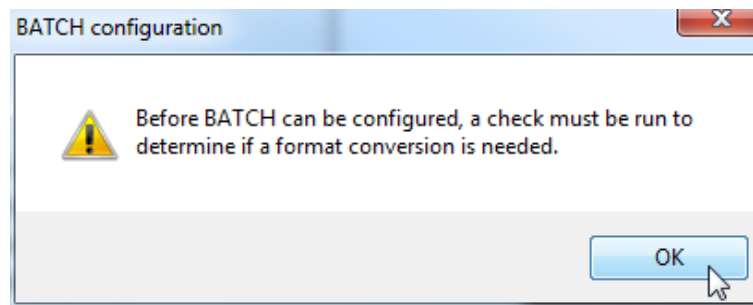 BATCH configuration
Before BATCH can be configured, a check must be run to
determine if a format conversion is needed.
OK